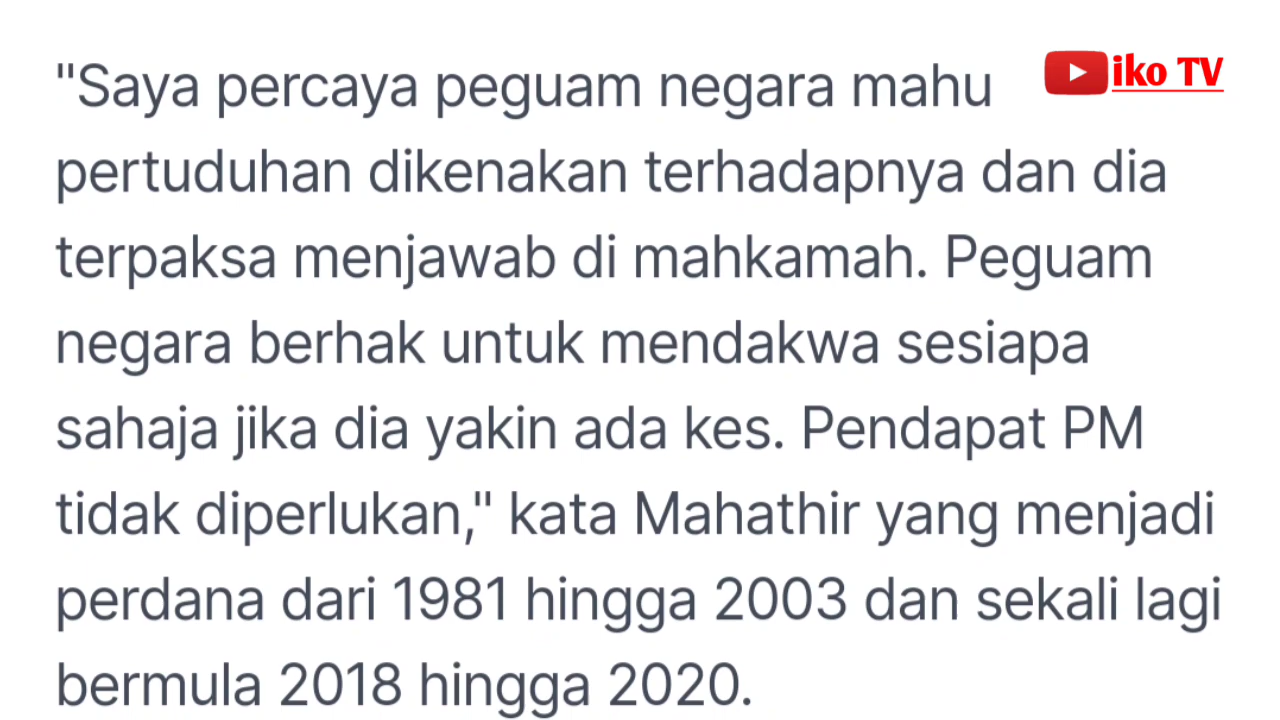 "Saya percaya peguam negara mahu
iko TV
pertuduhan dikenakan terhadapnya dan dia
terpaksa menjawab di mahkamah. Peguam
negara berhak untuk mendakwa sesiapa
sahaja jika dia yakin ada kes. Pendapat PM
tidak diperlukan," kata Mahathir yang menjadi
perdana dari 1981 hingga 2003 dan sekali lagi
bermula 2018 hingga 2020.